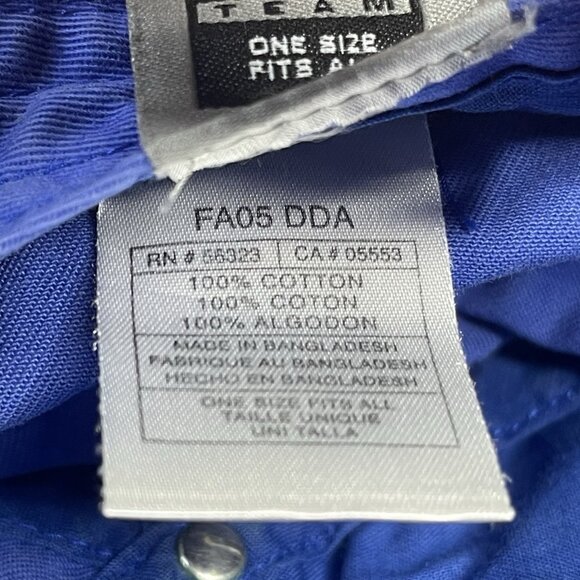 TEAM
ONE SIZE
FITS AL
FA05 DDA
RN # 56323 CA # 05553
100% COTTON
100% COTON
100% ALGODON
MADE IN BANGLADESH
FABRIQUE AU BANGLADESH
HECHO EN BANGLADESH
ONE SIZE FITS ALL
TAILLE UNIQUE
UNI TALLA